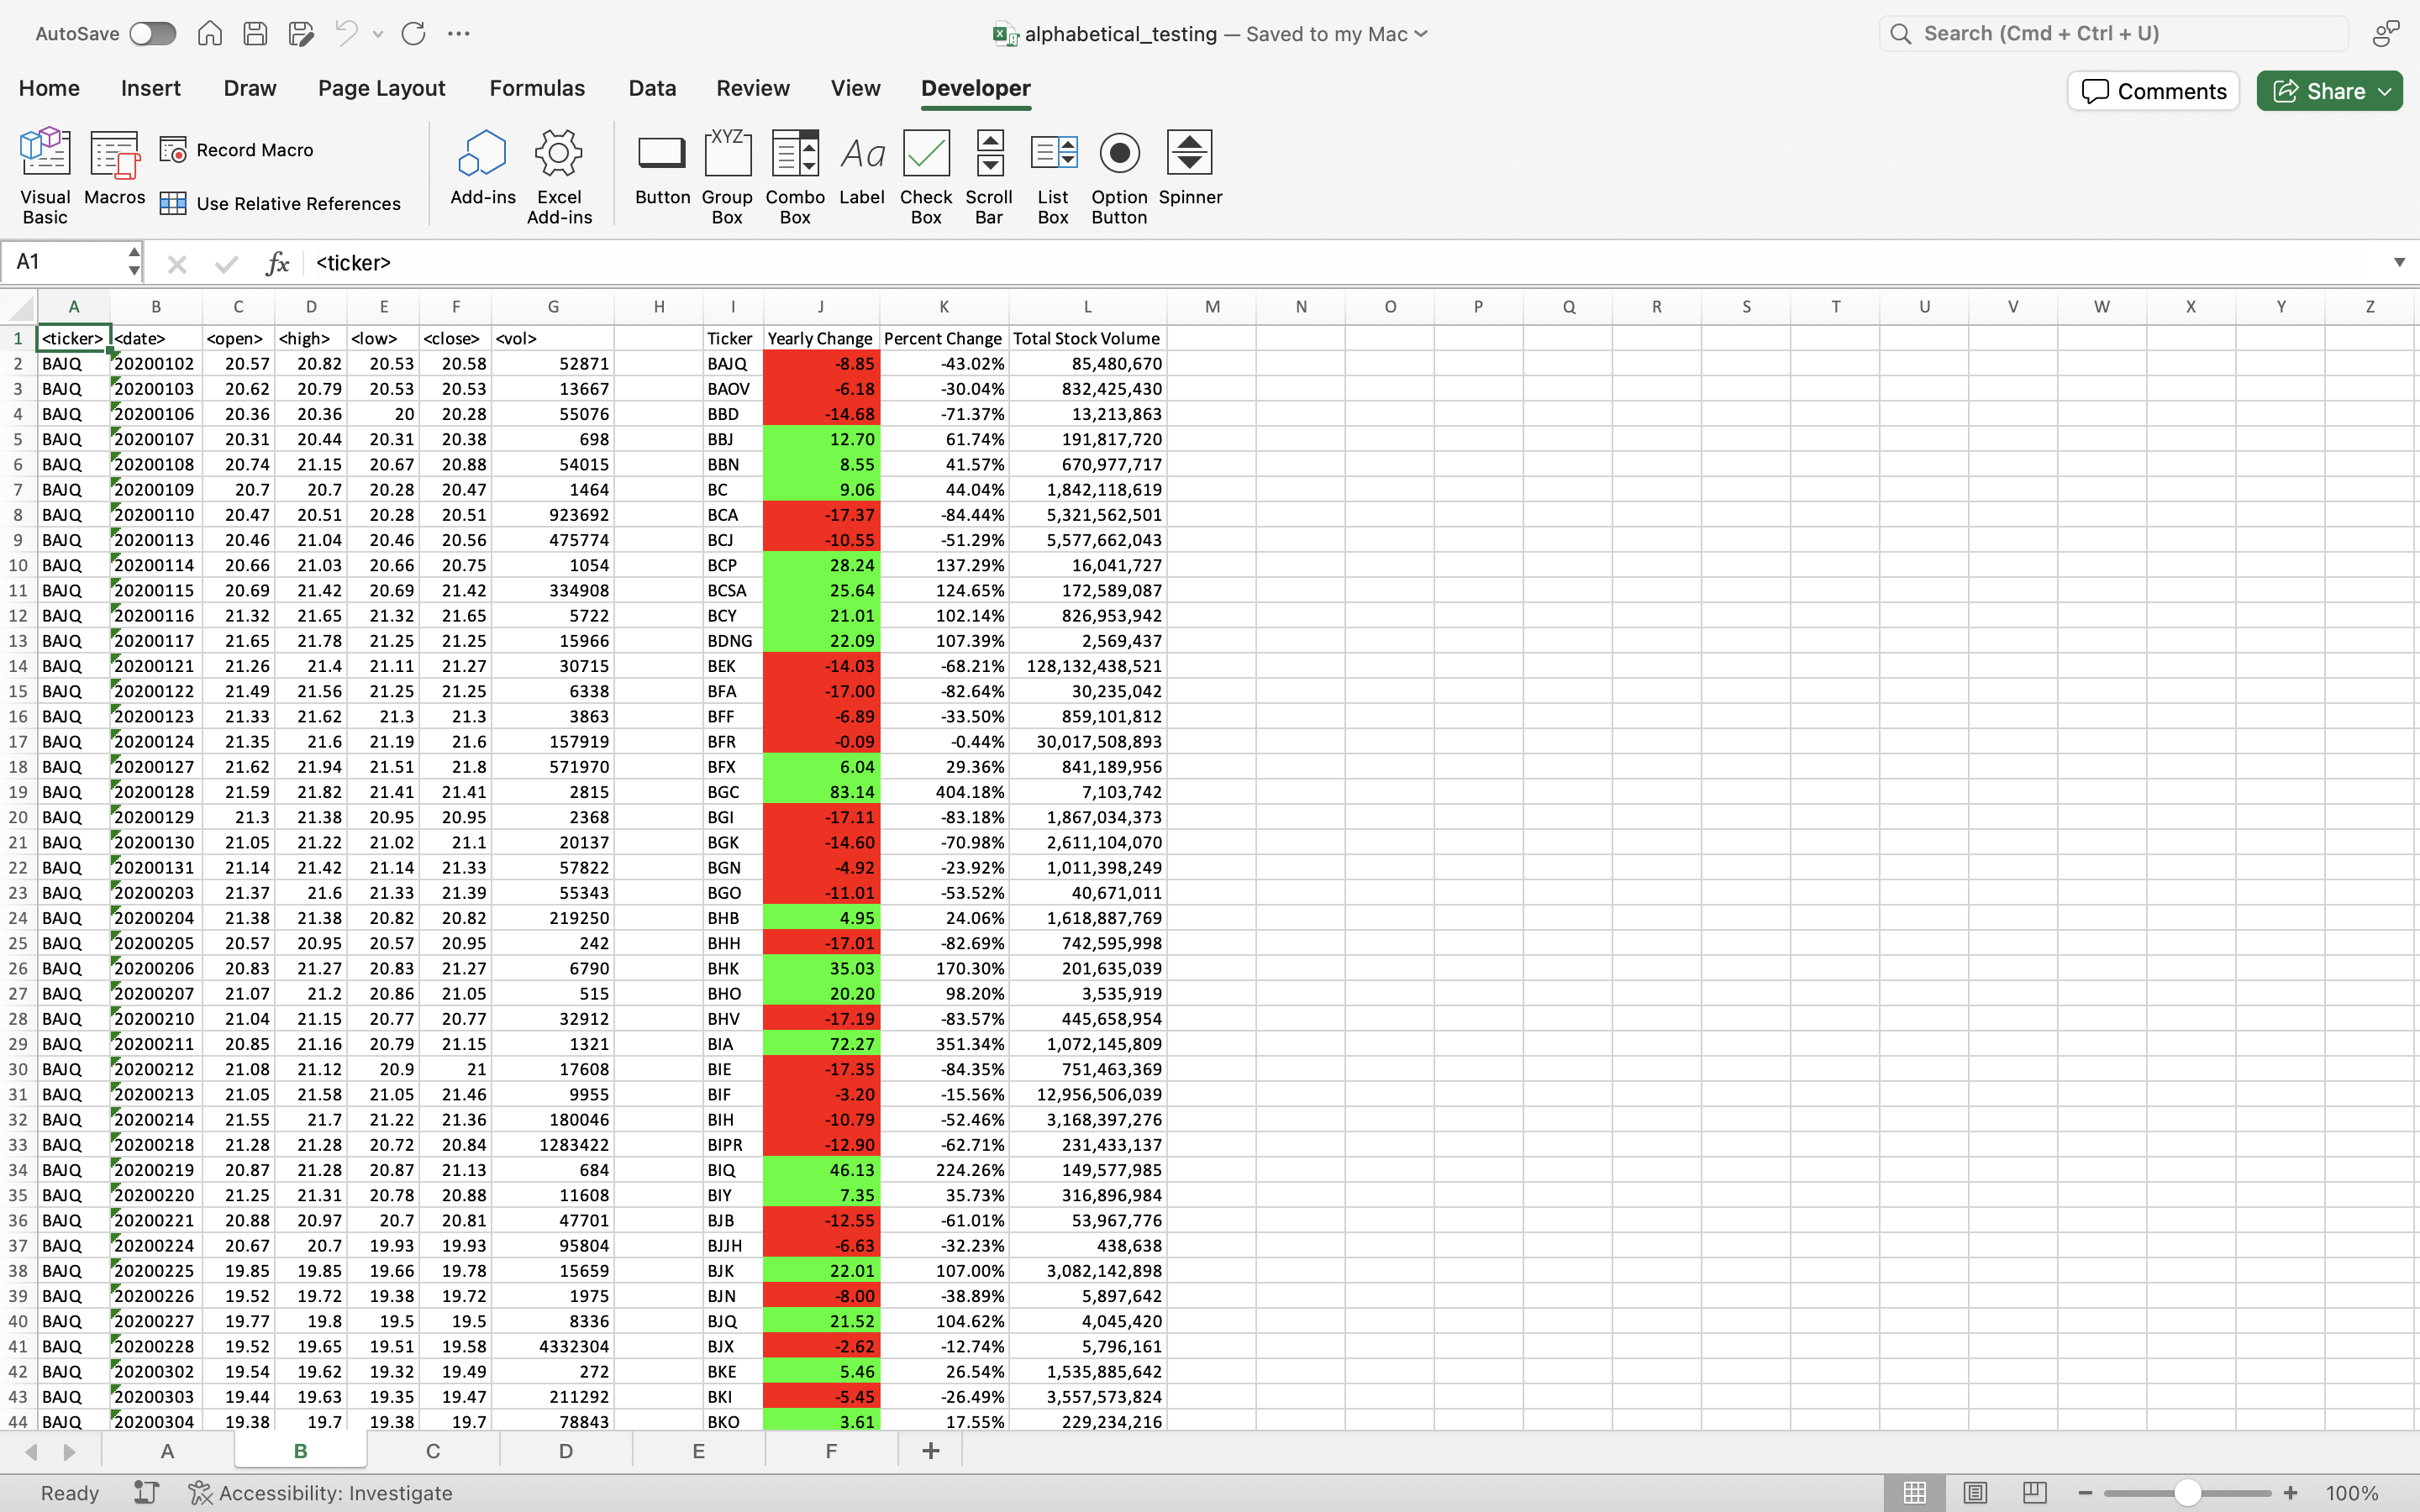 AutoSave alphabetical_testing — Saved to my Mac Search (Cmd + Ctrl + U)
Home Insert Draw Page Layout Formulas Data Review View Developer Comments Share
Visual Basic Macros Record Macro Use Relative References Add-ins Excel Add-ins Button XYZ Group Box Combo Box Aa Label Check Box Scroll Bar List Box Option Button Spinner
A1 fx <ticker>
A B C D E F G H I J K L M N O P Q R S T U V W X Y Z
1 <ticker> <date> <open> <high> <low> <close> <vol> Ticker Yearly Change Percent Change Total Stock Volume
2 BAJQ 20200102 20.57 20.82 20.53 20.58 52871 BAJQ -8.85 -43.02% 85,480,670
3 BAJQ 20200103 20.62 20.79 20.53 20.53 13667 BAOV -6.18 -30.04% 832,425,430
4 BAJQ 20200106 20.36 20.36 20 20.28 55076 BBD -14.68 -71.37% 13,213,863
5 BAJQ 20200107 20.31 20.44 20.31 20.38 698 BBJ 12.70 61.74% 191,817,720
6 BAJQ 20200108 20.74 21.15 20.67 20.88 54015 BBN 8.55 41.57% 670,977,717
7 BAJQ 20200109 20.7 20.7 20.28 20.47 1464 BC 9.06 44.04% 1,842,118,619
8 BAJQ 20200110 20.47 20.51 20.28 20.51 923692 BCA -17.37 -84.44% 5,321,562,501
9 BAJQ 20200113 20.46 21.04 20.46 20.56 475774 BCJ -10.55 -51.29% 5,577,662,043
10 BAJQ 20200114 20.66 21.03 20.66 20.75 1054 BCP 28.24 137.29% 16,041,727
11 BAJQ 20200115 20.69 21.42 20.69 21.42 334908 BCSA 25.64 124.65% 172,589,087
12 BAJQ 20200116 21.32 21.65 21.32 21.65 5722 BCY 21.01 102.14% 826,953,942
13 BAJQ 20200117 21.65 21.78 21.25 21.25 15966 BDNG 22.09 107.39% 2,569,437
14 BAJQ 20200121 21.26 21.4 21.11 21.27 30715 BEK -14.03 -68.21% 128,132,438,521
15 BAJQ 20200122 21.49 21.56 21.25 21.25 6338 BFA -17.00 -82.64% 30,235,042
16 BAJQ 20200123 21.33 21.62 21.3 21.3 3863 BFF -6.89 -33.50% 859,101,812
17 BAJQ 20200124 21.35 21.6 21.19 21.6 157919 BFR -0.09 -0.44% 30,017,508,893
18 BAJQ 20200127 21.62 21.94 21.51 21.8 571970 BFX 6.04 29.36% 841,189,956
19 BAJQ 20200128 21.59 21.82 21.41 21.41 2815 BGC 83.14 404.18% 7,103,742
20 BAJQ 20200129 21.3 21.38 20.95 20.95 2368 BGI -17.11 -83.18% 1,867,034,373
21 BAJQ 20200130 21.05 21.22 21.02 21.1 20137 BGK -14.60 -70.98% 2,611,104,070
22 BAJQ 20200131 21.14 21.42 21.14 21.33 57822 BGN -4.92 -23.92% 1,011,398,249
23 BAJQ 20200203 21.37 21.6 21.33 21.39 55343 BGO -11.01 -53.52% 40,671,011
24 BAJQ 20200204 21.38 21.38 20.82 20.82 219250 BHB 4.95 24.06% 1,618,887,769
25 BAJQ 20200205 20.57 20.95 20.57 20.95 242 BHH -17.01 -82.69% 742,595,998
26 BAJQ 20200206 20.83 21.27 20.83 21.27 6790 BHK 35.03 170.30% 201,635,039
27 BAJQ 20200207 21.07 21.2 20.86 21.05 515 BHO 20.20 98.20% 3,535,919
28 BAJQ 20200210 21.04 21.15 20.77 20.77 32912 BHV -17.19 -83.57% 445,658,954
29 BAJQ 20200211 20.85 21.16 20.79 21.15 1321 BIA 72.27 351.34% 1,072,145,809
30 BAJQ 20200212 21.08 21.12 20.9 21 17608 BIE -17.35 -84.35% 751,463,369
31 BAJQ 20200213 21.05 21.58 21.05 21.46 9955 BIF -3.20 -15.56% 12,956,506,039
32 BAJQ 20200214 21.55 21.7 21.22 21.36 180046 BIH -10.79 -52.46% 3,168,397,276
33 BAJQ 20200218 21.28 21.28 20.72 20.84 1283422 BIPR -12.90 -62.71% 231,433,137
34 BAJQ 20200219 20.87 21.28 20.87 21.13 684 BIQ 46.13 224.26% 149,577,985
35 BAJQ 20200220 21.25 21.31 20.78 20.88 11608 BIY 7.35 35.73% 316,896,984
36 BAJQ 20200221 20.88 20.97 20.7 20.81 47701 BJB -12.55 -61.01% 53,967,776
37 BAJQ 20200224 20.67 20.7 19.93 19.93 95804 BJJH -6.63 -32.23% 438,638
38 BAJQ 20200225 19.85 19.85 19.66 19.78 15659 BJK 22.01 107.00% 3,082,142,898
39 BAJQ 20200226 19.52 19.72 19.38 19.72 1975 BJN -8.00 -38.89% 5,897,642
40 BAJQ 20200227 19.77 19.8 19.5 19.5 8336 BJQ 21.52 104.62% 4,045,420
41 BAJQ 20200228 19.52 19.65 19.51 19.58 4332304 BJX -2.62 -12.74% 5,796,161
42 BAJQ 20200302 19.54 19.62 19.32 19.49 272 BKE 5.46 26.54% 1,535,885,642
43 BAJQ 20200303 19.44 19.63 19.35 19.47 211292 BKI -5.45 -26.49% 3,557,573,824
44 BAJQ 20200304 19.38 19.7 19.38 19.7 78843 BKO 3.61 17.55% 229,234,216
A B C D E F +
Ready Accessibility: Investigate 100%